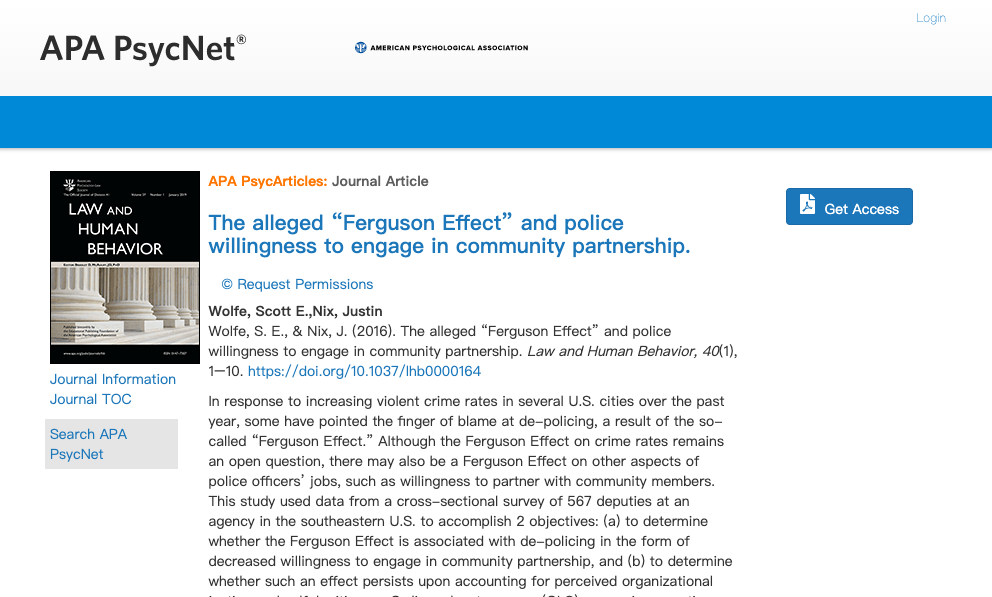 Login
APA PsycNet®
AMERICAN PSYCHOLOGICAL ASSOCIATION
LAW AND
HUMAN
BEHAVIOR
Journal Information
Journal TOC
Search APA
PsycNet
APA PsycArticles: Journal Article
The alleged “Ferguson Effect” and police
willingness to engage in community partnership.
© Request Permissions
Wolfe, Scott E.,Nix, Justin
Wolfe, S. E., & Nix, J. (2016). The alleged “Ferguson Effect” and police
willingness to engage in community partnership. Law and Human Behavior, 40(1),
1–10. https://doi.org/10.1037/lhb0000164
In response to increasing violent crime rates in several U.S. cities over the past
year, some have pointed the finger of blame at de-policing, a result of the so-
called “Ferguson Effect.” Although the Ferguson Effect on crime rates remains
an open question, there may also be a Ferguson Effect on other aspects of
police officers’ jobs, such as willingness to partner with community members.
This study used data from a cross-sectional survey of 567 deputies at an
agency in the southeastern U.S. to accomplish 2 objectives: (a) to determine
whether the Ferguson Effect is associated with de-policing in the form of
decreased willingness to engage in community partnership, and (b) to determine
whether such an effect persists upon accounting for perceived organizational
Get Access